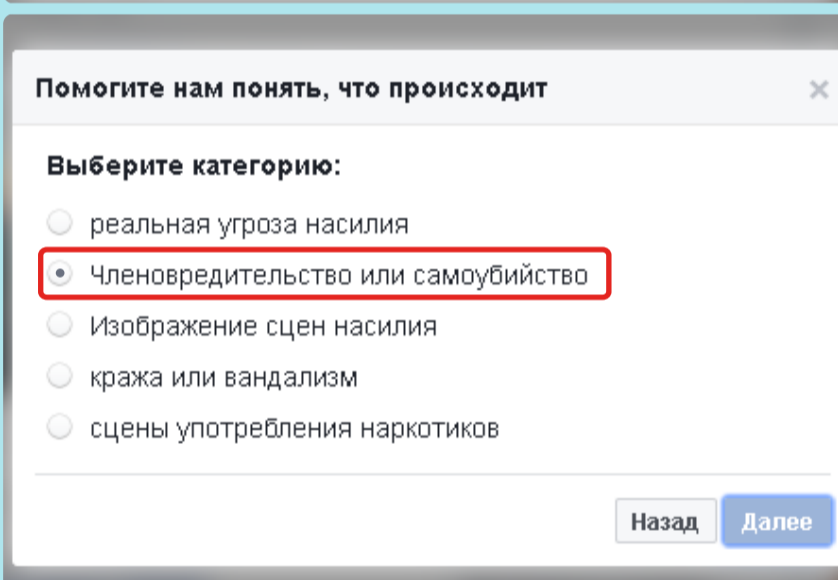 Помогите нам понять, что происходит
Выберите категорию:
реальная угроза насилия
Членовредительство или самоубийство
Изображение сцен насилия
кража или вандализм
сцены употребления наркотиков
Назад Далее